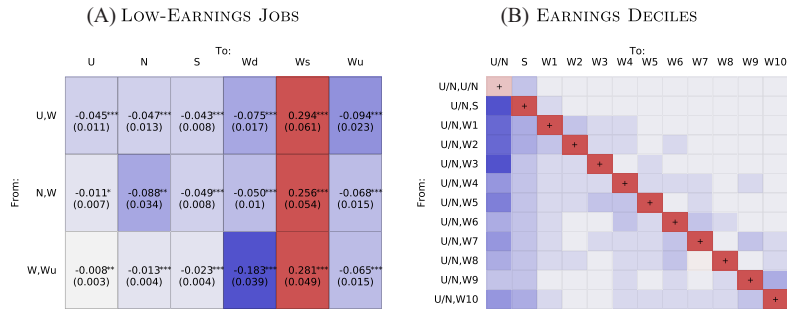 (A) LOW-EARNINGS JOBS
To:
U N S Wd Ws Wu
From:
U,W -0.045*** -0.047*** -0.043*** -0.075*** 0.294*** -0.094***
(0.011) (0.013) (0.008) (0.017) (0.061) (0.023)
N,W -0.011* -0.088** -0.049*** -0.050*** 0.256*** -0.068***
(0.007) (0.034) (0.008) (0.01) (0.054) (0.015)
W,Wu -0.008** -0.013*** -0.023*** -0.183*** 0.281*** -0.065***
(0.003) (0.004) (0.004) (0.039) (0.049) (0.015)
(B) EARNINGS DECILES
To:
U/N S W1 W2 W3 W4 W5 W6 W7 W8 W9 W10
From:
U/N,U/N +
U/N,S +
U/N,W1 +
U/N,W2 +
U/N,W3 +
U/N,W4 +
U/N,W5 +
U/N,W6 +
U/N,W7 +
U/N,W8 +
U/N,W9 +
U/N,W10 +